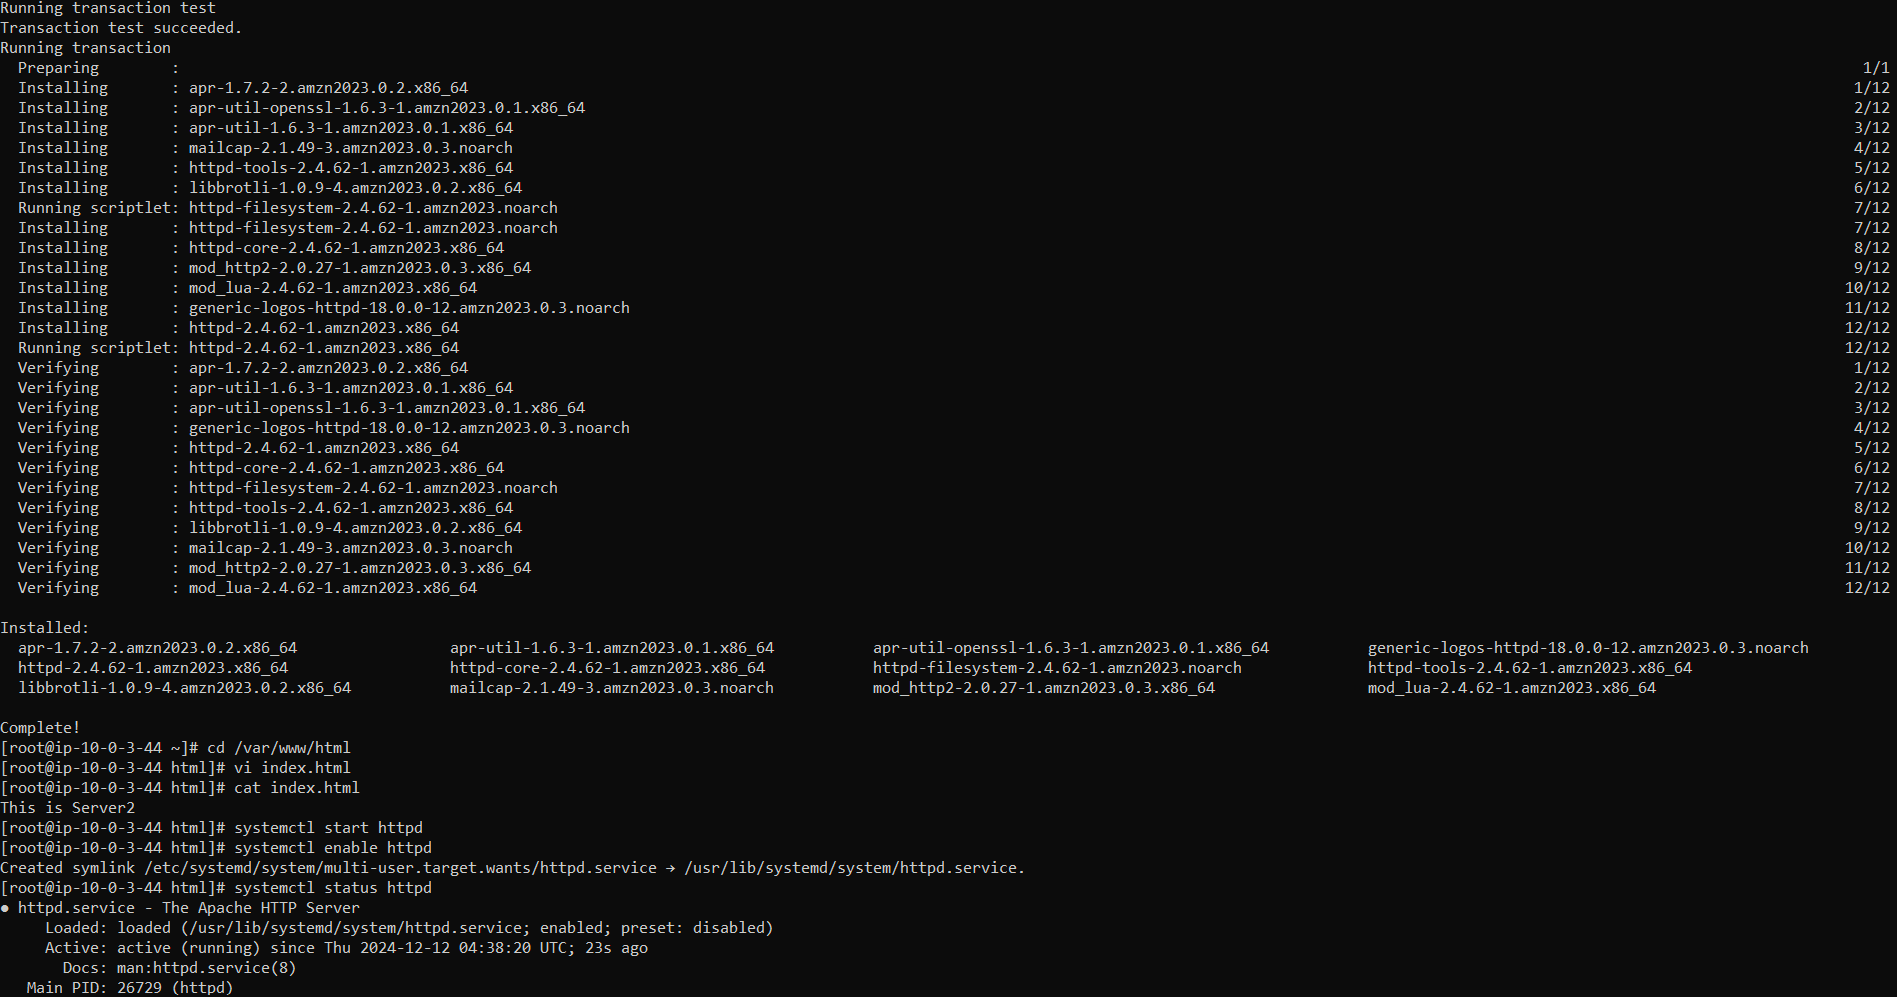 Running transaction test
Transaction test succeeded.
Running transaction
  Preparing        :                                                                 1/1
  Installing       : apr-1.7.2-2.amzn2023.0.2.x86_64                                 1/12
  Installing       : apr-util-openssl-1.6.3-1.amzn2023.0.1.x86_64                    2/12
  Installing       : apr-util-1.6.3-1.amzn2023.0.1.x86_64                            3/12
  Installing       : mailcap-2.1.49-3.amzn2023.0.3.noarch                            4/12
  Installing       : httpd-tools-2.4.62-1.amzn2023.x86_64                            5/12
  Installing       : libbrotli-1.0.9-4.amzn2023.0.2.x86_64                           6/12
  Running scriptlet: httpd-filesystem-2.4.62-1.amzn2023.noarch                       7/12
  Installing       : httpd-filesystem-2.4.62-1.amzn2023.noarch                       7/12
  Installing       : httpd-core-2.4.62-1.amzn2023.x86_64                             8/12
  Installing       : mod_http2-2.0.27-1.amzn2023.0.3.x86_64                          9/12
  Installing       : mod_lua-2.4.62-1.amzn2023.x86_64                                10/12
  Installing       : generic-logos-httpd-18.0.0-12.amzn2023.0.3.noarch               11/12
  Installing       : httpd-2.4.62-1.amzn2023.x86_64                                  12/12
  Running scriptlet: httpd-2.4.62-1.amzn2023.x86_64                                  12/12
  Verifying        : apr-1.7.2-2.amzn2023.0.2.x86_64                                 1/12
  Verifying        : apr-util-1.6.3-1.amzn2023.0.1.x86_64                            2/12
  Verifying        : apr-util-openssl-1.6.3-1.amzn2023.0.1.x86_64                    3/12
  Verifying        : generic-logos-httpd-18.0.0-12.amzn2023.0.3.noarch               4/12
  Verifying        : httpd-2.4.62-1.amzn2023.x86_64                                  5/12
  Verifying        : httpd-core-2.4.62-1.amzn2023.x86_64                             6/12
  Verifying        : httpd-filesystem-2.4.62-1.amzn2023.noarch                       7/12
  Verifying        : httpd-tools-2.4.62-1.amzn2023.x86_64                            8/12
  Verifying        : libbrotli-1.0.9-4.amzn2023.0.2.x86_64                           9/12
  Verifying        : mailcap-2.1.49-3.amzn2023.0.3.noarch                            10/12
  Verifying        : mod_http2-2.0.27-1.amzn2023.0.3.x86_64                          11/12
  Verifying        : mod_lua-2.4.62-1.amzn2023.x86_64                                12/12

Installed:
  apr-1.7.2-2.amzn2023.0.2.x86_64  apr-util-1.6.3-1.amzn2023.0.1.x86_64  apr-util-openssl-1.6.3-1.amzn2023.0.1.x86_64  generic-logos-httpd-18.0.0-12.amzn2023.0.3.noarch
  httpd-2.4.62-1.amzn2023.x86_64  httpd-core-2.4.62-1.amzn2023.x86_64  httpd-filesystem-2.4.62-1.amzn2023.noarch  httpd-tools-2.4.62-1.amzn2023.x86_64
  libbrotli-1.0.9-4.amzn2023.0.2.x86_64  mailcap-2.1.49-3.amzn2023.0.3.noarch  mod_http2-2.0.27-1.amzn2023.0.3.x86_64  mod_lua-2.4.62-1.amzn2023.x86_64

Complete!
[root@ip-10-0-3-44 ~]# cd /var/www/html
[root@ip-10-0-3-44 html]# vi index.html
[root@ip-10-0-3-44 html]# cat index.html
This is Server2
[root@ip-10-0-3-44 html]# systemctl start httpd
[root@ip-10-0-3-44 html]# systemctl enable httpd
Created symlink /etc/systemd/system/multi-user.target.wants/httpd.service → /usr/lib/systemd/system/httpd.service.
[root@ip-10-0-3-44 html]# systemctl status httpd
● httpd.service - The Apache HTTP Server
     Loaded: loaded (/usr/lib/systemd/system/httpd.service; enabled; preset: disabled)
     Active: active (running) since Thu 2024-12-12 04:38:20 UTC; 23s ago
       Docs: man:httpd.service(8)
   Main PID: 26729 (httpd)